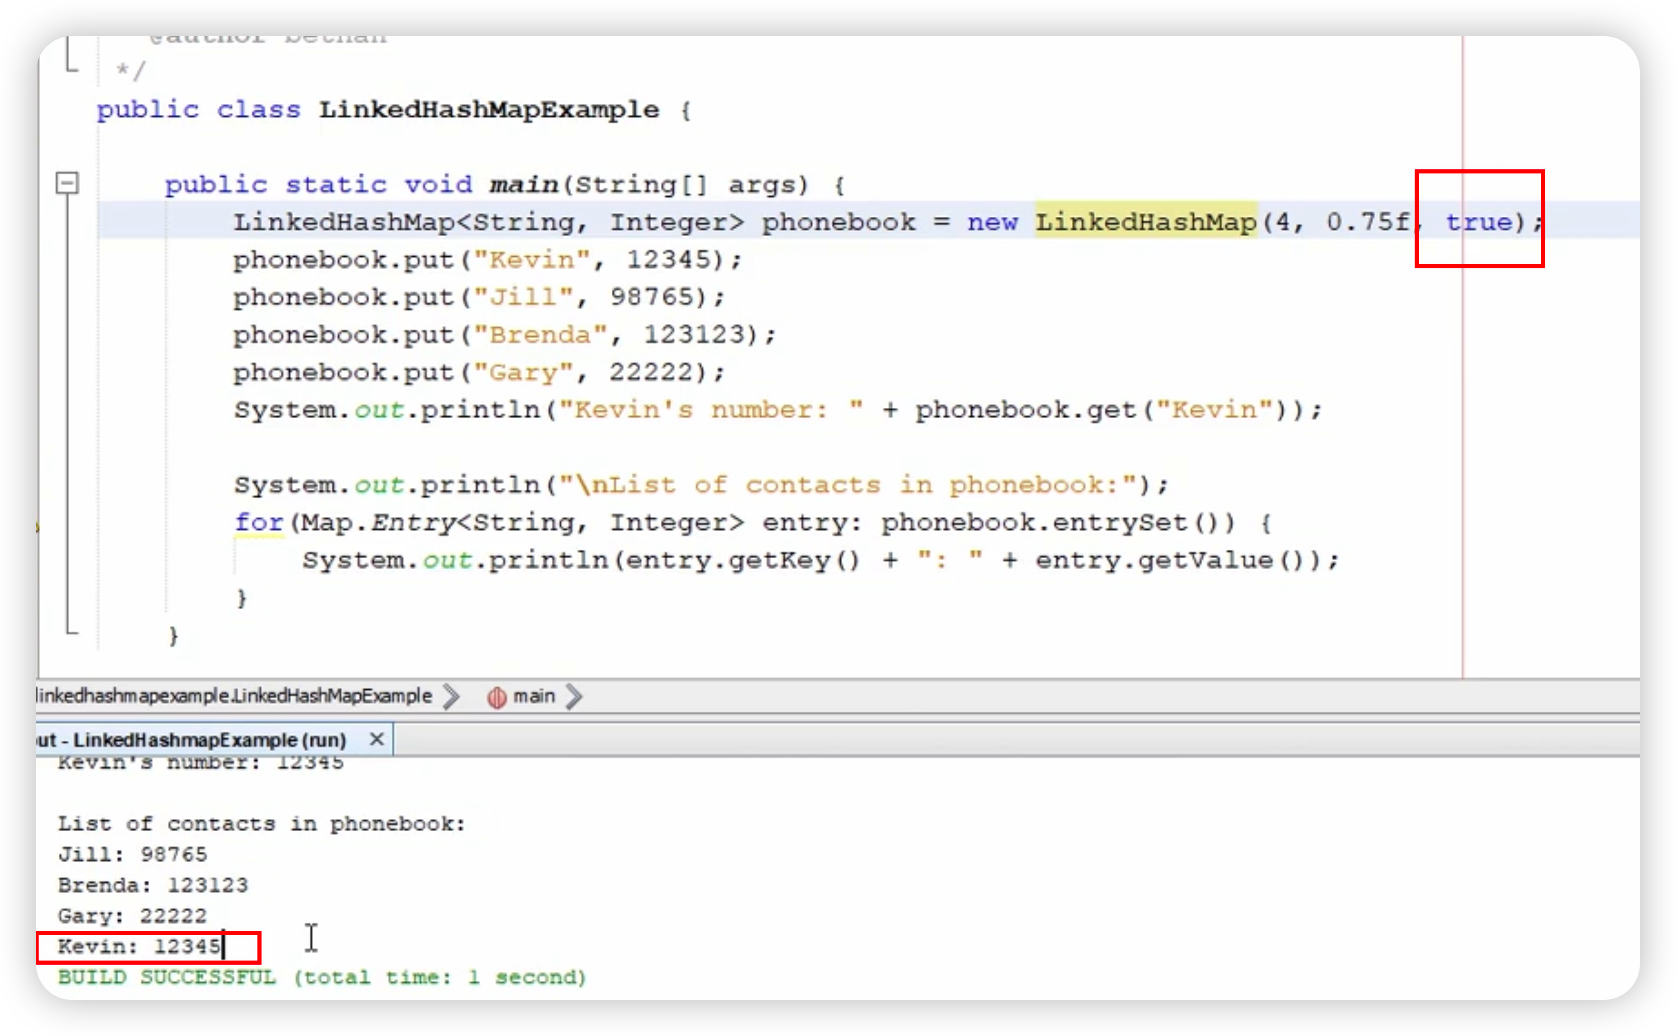 @author bethan
*/
public class LinkedHashMapExample {
public static void main(String[] args) {
LinkedHashMap<String, Integer> phonebook = new LinkedHashMap(4, 0.75f, true);
phonebook.put("Kevin", 12345);
phonebook.put("Jill", 98765);
phonebook.put("Brenda", 123123);
phonebook.put("Gary", 22222);
System.out.println("Kevin's number: " + phonebook.get("Kevin"));
System.out.println("\nList of contacts in phonebook:");
for(Map.Entry<String, Integer> entry: phonebook.entrySet()) {
System.out.println(entry.getKey() + ": " + entry.getValue());
}
}
linkedhashmapexample.LinkedHashMapExample main
ut - LinkedHashmapExample (run)
Kevin's number: 12345
List of contacts in phonebook:
Jill: 98765
Brenda: 123123
Gary: 22222
Kevin: 12345
BUILD SUCCESSFUL (total time: 1 second)